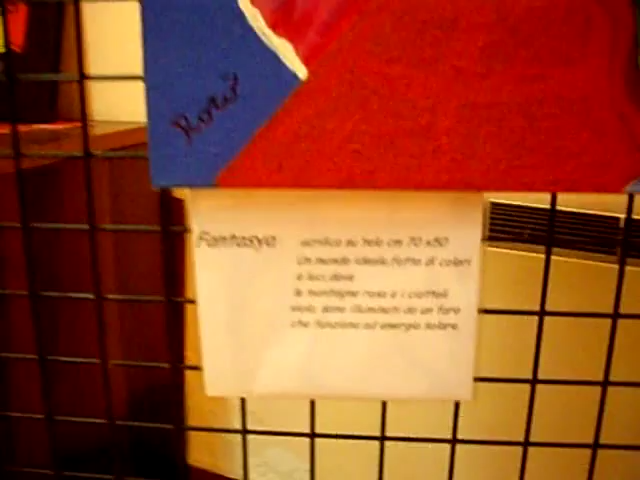 Fantasya acrilico su tela cm 70 x50
Un mondo ideale, fatto di colori
e luci, dove
le montagne rosa e i ciottoli
viola sono illuminati da un faro
che funziona ad energia solare.